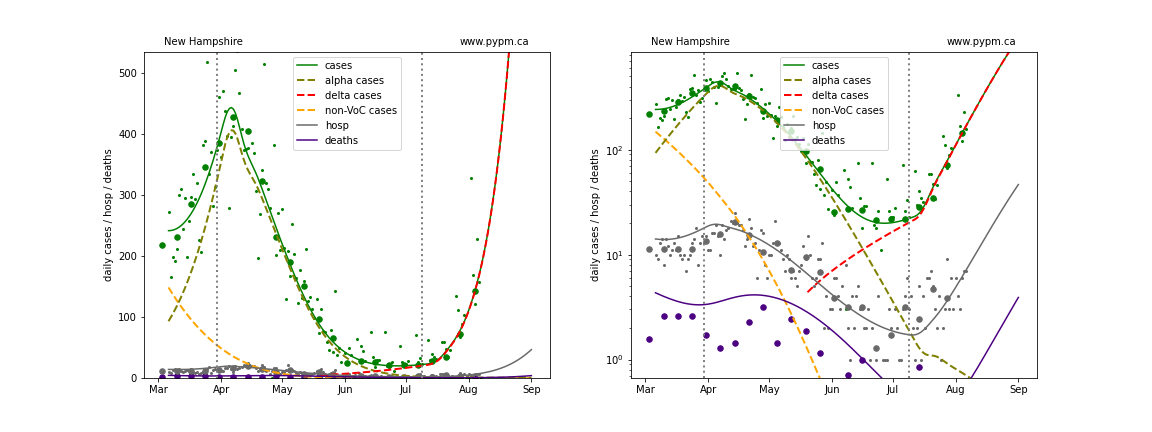 New Hampshire www.pypm.ca
daily cases / hosp / deaths
500
400
300
200
100
0
cases
alpha cases
delta cases
non-VoC cases
hosp
deaths
Mar Apr May Jun Jul Aug Sep
New Hampshire www.pypm.ca
daily cases / hosp / deaths
10²
10¹
10⁰
cases
alpha cases
delta cases
non-VoC cases
hosp
deaths
Mar Apr May Jun Jul Aug Sep